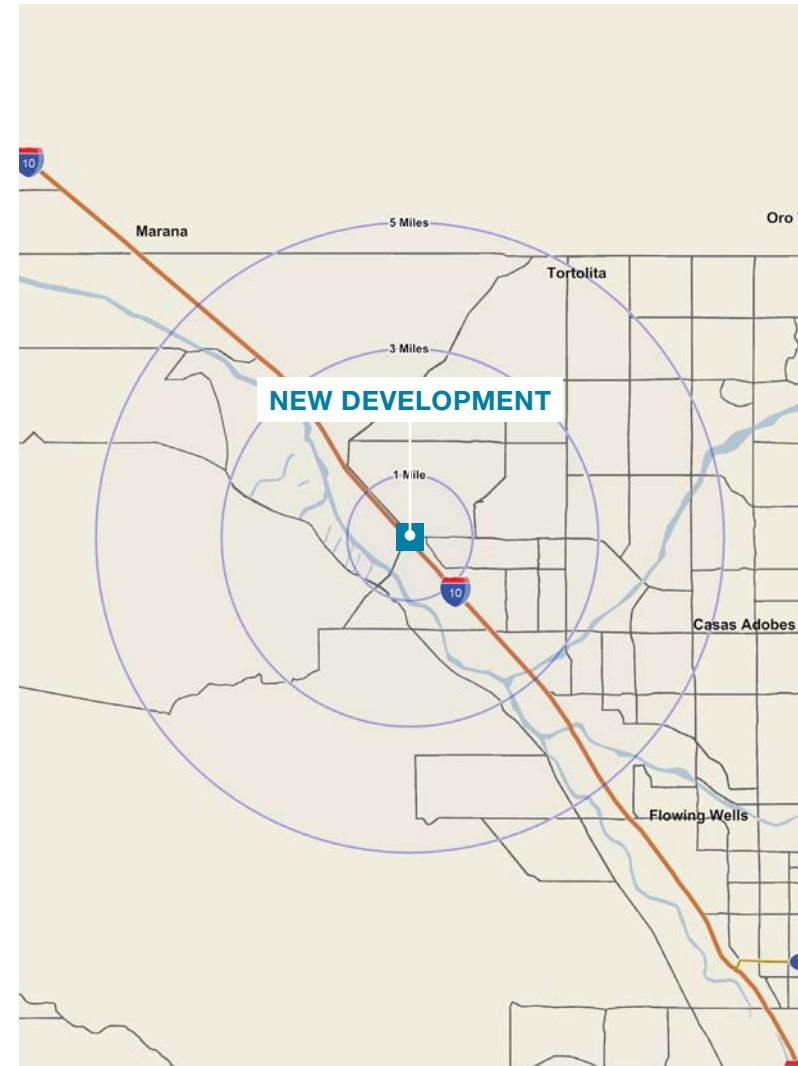 10
Marana
5 Miles
Oro
Tortolita
3 Miles
NEW DEVELOPMENT
1 Mile
10
Casas Adobes
Flowing Wells